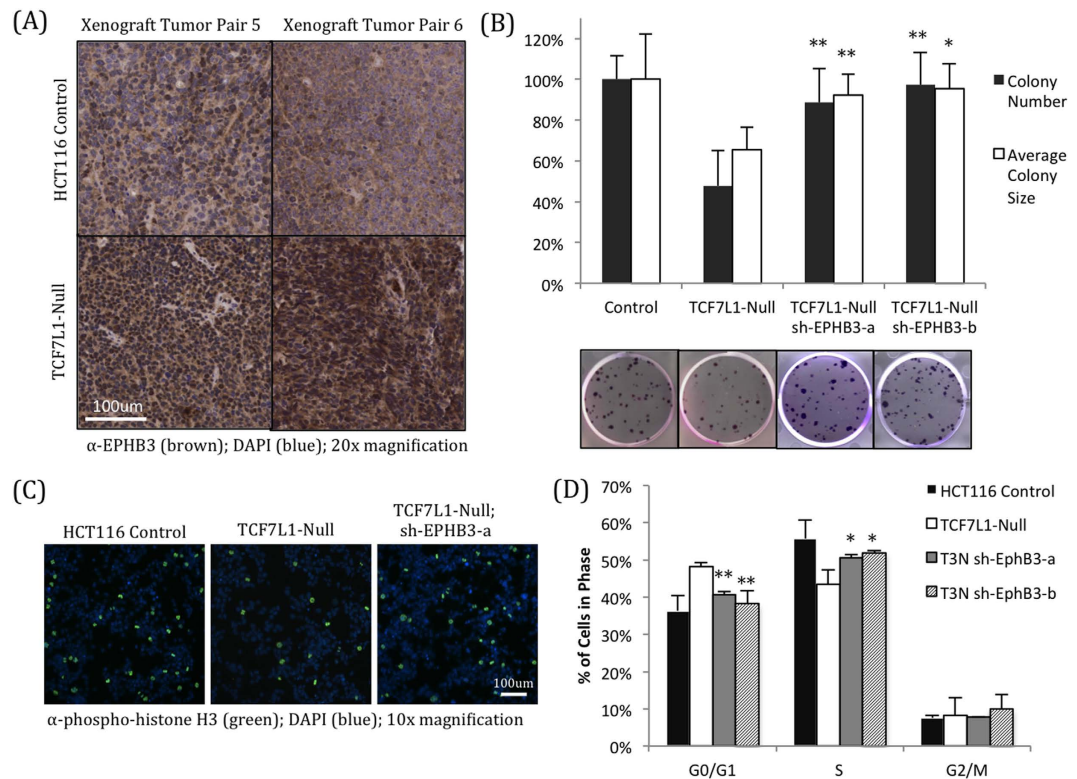 (A)
Xenograft Tumor Pair 5
Xenograft Tumor Pair 6
HCT116 Control
TCF7L1-Null
100um
α-EPHB3 (brown); DAPI (blue); 20x magnification
(B)
120%
100%
80%
60%
40%
20%
0%
** **
** *
Colony
Number
Average
Colony
Size
Control
TCF7L1-Null
TCF7L1-Null
sh-EPHB3-a
TCF7L1-Null
sh-EPHB3-b
(C)
HCT116 Control
TCF7L1-Null
TCF7L1-Null;
sh-EPHB3-a
100um
α-phospho-histone H3 (green); DAPI (blue); 10x magnification
(D)
% of Cells in Phase
70%
60%
50%
40%
30%
20%
10%
0%
** **
* *
HCT116 Control
TCF7L1-Null
T3N sh-EphB3-a
T3N sh-EphB3-b
G0/G1
S
G2/M